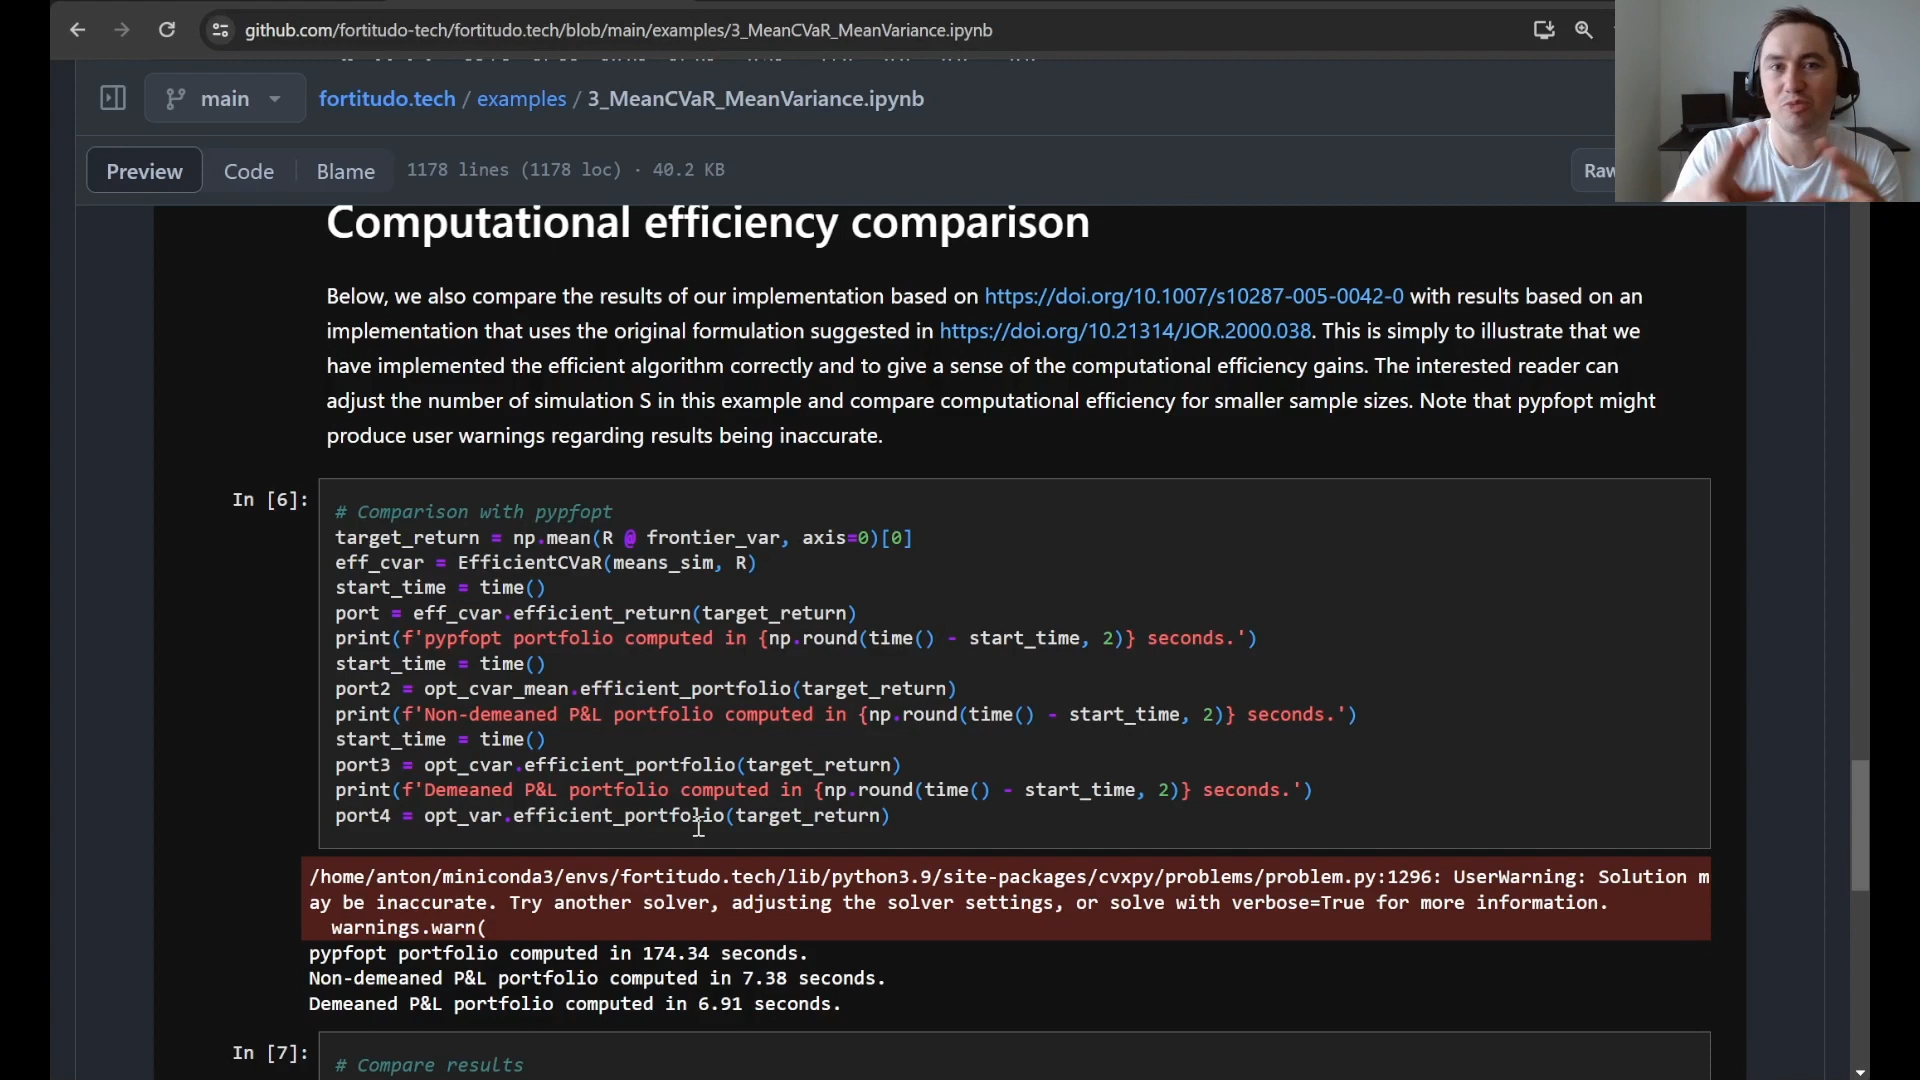 github.com/fortitudo-tech/fortitudo.tech/blob/main/examples/3_MeanCVaR_MeanVariance.ipynb
main
fortitudo.tech / examples / 3_MeanCVaR_MeanVariance.ipynb
Preview
Code
Blame
1178 lines (1178 loc) · 40.2 KB
Raw
Computational efficiency comparison
Below, we also compare the results of our implementation based on https://doi.org/10.1007/s10287-005-0042-0 with results based on an
implementation that uses the original formulation suggested in https://doi.org/10.21314/JOR.2000.038. This is simply to illustrate that we
have implemented the efficient algorithm correctly and to give a sense of the computational efficiency gains. The interested reader can
adjust the number of simulation S in this example and compare computational efficiency for smaller sample sizes. Note that pypfopt might
produce user warnings regarding results being inaccurate.
In [6]:
# Comparison with pypfopt
target_return = np.mean(R @ frontier_var, axis=0)[0]
eff_cvar = EfficientCVaR(means_sim, R)
start_time = time()
port = eff_cvar.efficient_return(target_return)
print(f'pypfopt portfolio computed in {np.round(time() - start_time, 2)} seconds.')
start_time = time()
port2 = opt_cvar_mean.efficient_portfolio(target_return)
print(f'Non-demeaned P&L portfolio computed in {np.round(time() - start_time, 2)} seconds.')
start_time = time()
port3 = opt_cvar.efficient_portfolio(target_return)
print(f'Demeaned P&L portfolio computed in {np.round(time() - start_time, 2)} seconds.')
port4 = opt_var.efficient_portfolio(target_return)
/home/anton/miniconda3/envs/fortitudo.tech/lib/python3.9/site-packages/cvxpy/problems/problem.py:1296: UserWarning: Solution m
ay be inaccurate. Try another solver, adjusting the solver settings, or solve with verbose=True for more information.
warnings.warn(
pypfopt portfolio computed in 174.34 seconds.
Non-demeaned P&L portfolio computed in 7.38 seconds.
Demeaned P&L portfolio computed in 6.91 seconds.
In [7]:
# Compare results